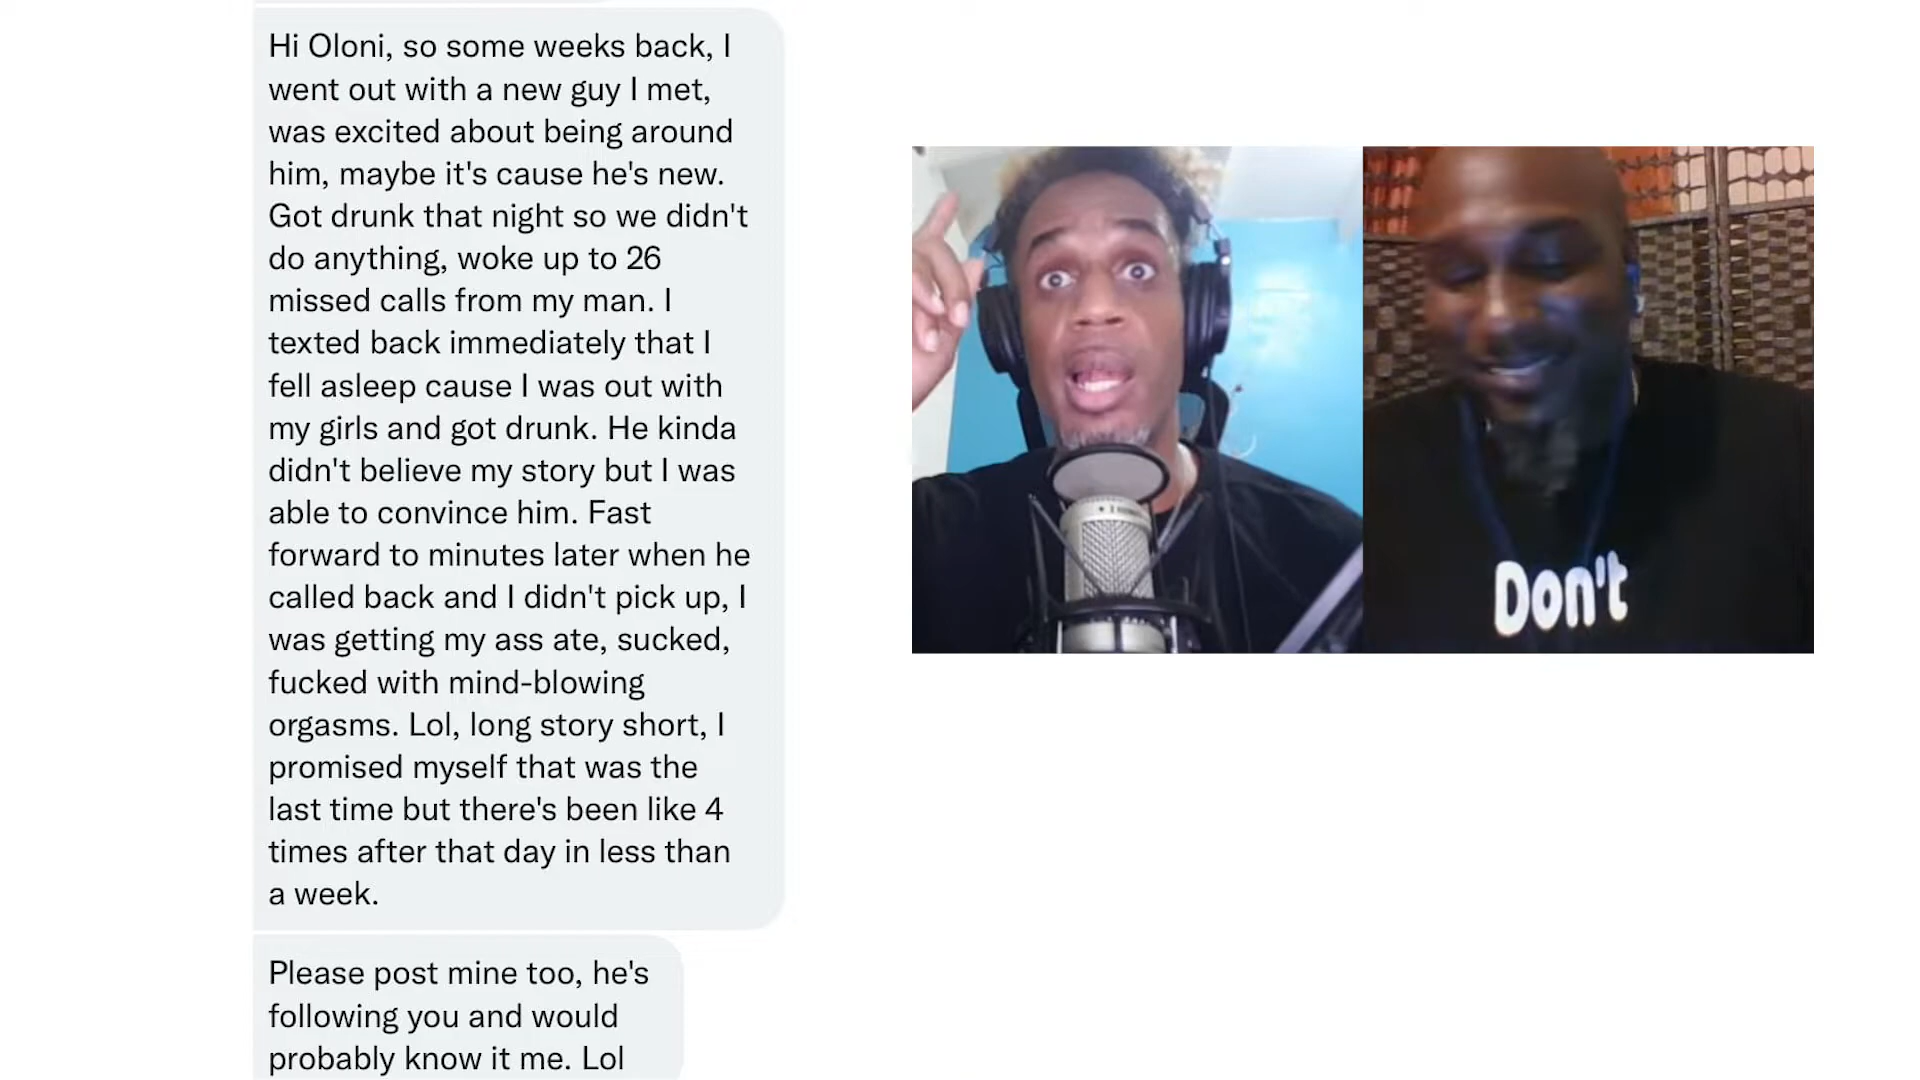 Hi Oloni, so some weeks back, I
went out with a new guy I met,
was excited about being around
him, maybe it's cause he's new.
Got drunk that night so we didn't
do anything, woke up to 26
missed calls from my man. I
texted back immediately that I
fell asleep cause I was out with
my girls and got drunk. He kinda
didn't believe my story but I was
able to convince him. Fast
forward to minutes later when he
called back and I didn't pick up, I
was getting my ass ate, sucked,
fucked with mind-blowing
orgasms. Lol, long story short, I
promised myself that was the
last time but there's been like 4
times after that day in less than
a week.
Please post mine too, he's
following you and would
probably know it me. Lol
Don't